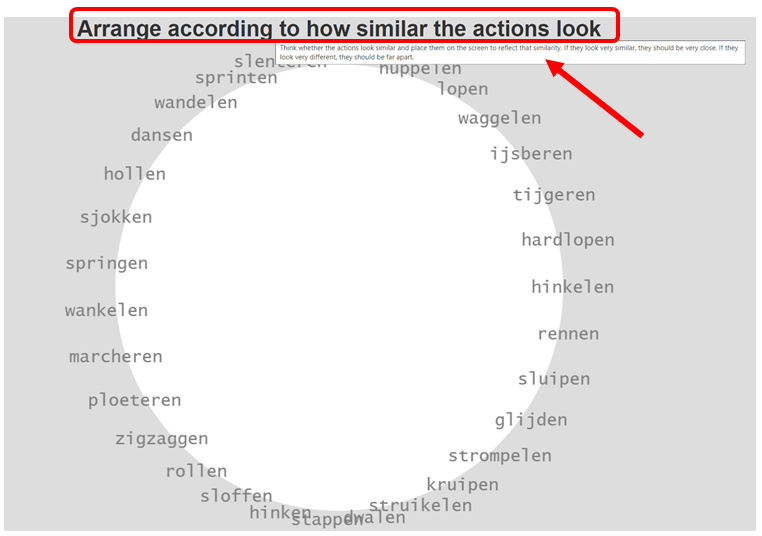 Arrange according to how similar the actions look
Think whether the actions look similar and place them on the screen to reflect that similarity. If they look very similar, they should be very close. If they
look very different, they should be far apart.
slenteren
huppelen
sprinten
lopen
wandelen
waggelen
dansen
ijsberen
hollen
tijgeren
sjokken
hardlopen
springen
hinkelen
wankelen
rennen
marcheren
sluipen
ploeteren
glijden
zigzaggen
strompelen
rollen
kruipen
sloffen
struikelen
hinken
stappen
dwalen